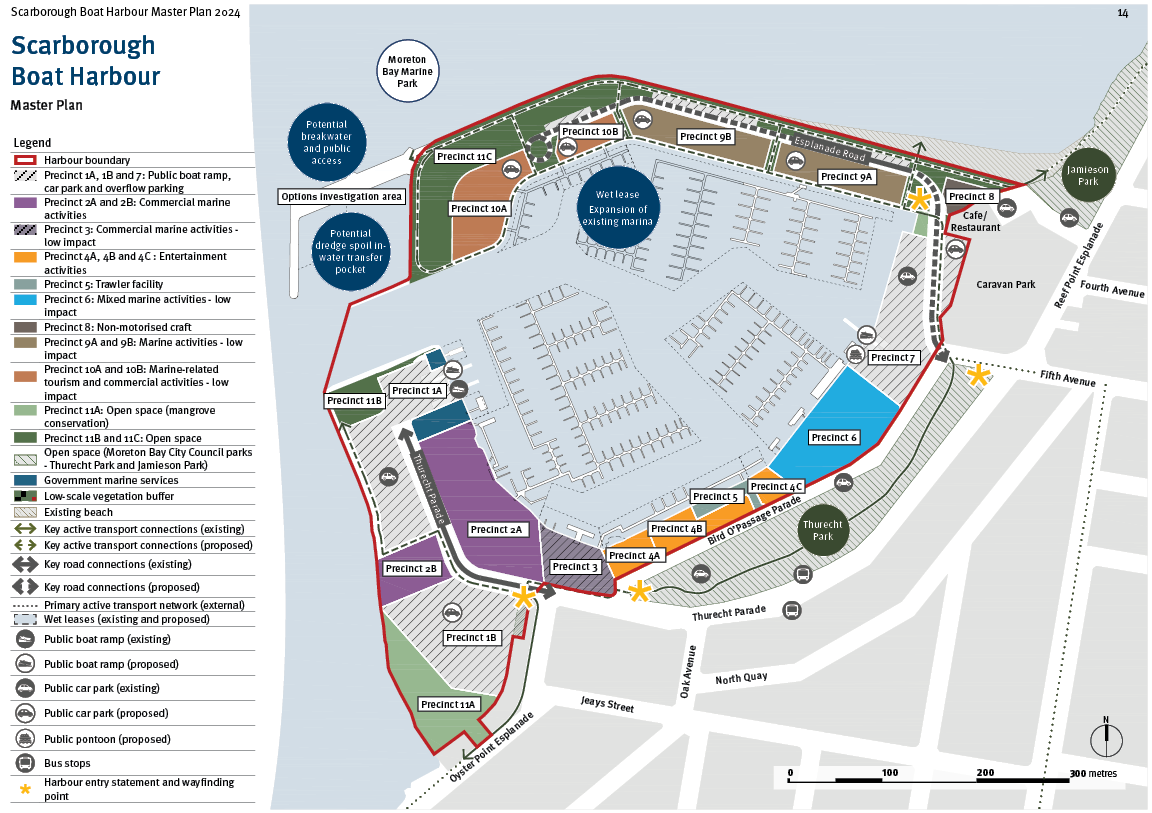 Scarborough Boat Harbour Master Plan 2024
14
Scarborough
Boat Harbour
Master Plan
Legend
Harbour boundary
Precinct 1A, 1B and 7: Public boat ramp,
car park and overflow parking
Precinct 2A and 2B: Commercial marine
activities
Precinct 3: Commercial marine activities -
low impact
Precinct 4A, 4B and 4C : Entertainment
activities
Precinct 5: Trawler facility
Precinct 6: Mixed marine activities - low
impact
Precinct 8: Non-motorised craft
Precinct 9A and 9B: Marine activities - low
impact
Precinct 10A and 10B: Marine-related
tourism and commercial activities - low
impact
Precinct 11A: Open space (mangrove
conservation)
Precinct 11B and 11C: Open space
Open space (Moreton Bay City Council parks
- Thurecht Park and Jamieson Park)
Government marine services
Low-scale vegetation buffer
Existing beach
Key active transport connections (existing)
Key active transport connections (proposed)
Key road connections (existing)
Key road connections (proposed)
Primary active transport network (external)
Wet leases (existing and proposed)
Public boat ramp (existing)
Public boat ramp (proposed)
Public car park (existing)
Public car park (proposed)
Public pontoon (proposed)
Bus stops
Harbour entry statement and wayfinding
point
Moreton
Bay Marine
Park
Potential
breakwater
and public
access
Options investigation area
Potential
dredge spoil in-
water transfer
pocket
Precinct 11C
Precinct 10B
Precinct 10A
Precinct 9B
Esplanade Road
Precinct 9A
Wet lease
Expansion of
existing marina
Precinct 8
Cafe/
Restaurant
Jamieson
Park
Caravan Park
Reef Point Esplanade
Fourth Avenue
Precinct 7
Fifth Avenue
Precinct 1A
Precinct 11B
Thurecht Parade
Precinct 6
Precinct 4C
Precinct 5
Precinct 4B
Bird O'Passage Parade
Precinct 4A
Precinct 2A
Precinct 3
Precinct 2B
Thurecht
Park
Thurecht Parade
Precinct 1B
Precinct 11A
Oyster Point Esplanade
Jeays Street
Oak Avenue
North Quay
N
0
100
200
300 metres